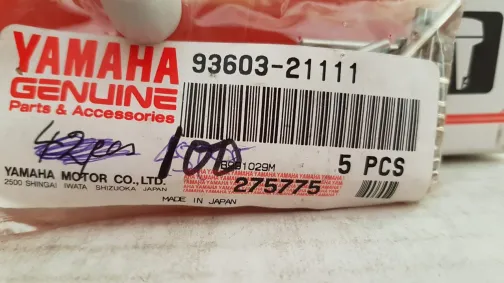 YAMAHA
GENUINE
Parts & Accessories
93603-21111
100
5 PCS
YAMAHA MOTOR CO., LTD.
2500 SHINGAI IWATA SHIZUOKA JAPAN
275775
MADE IN JAPAN